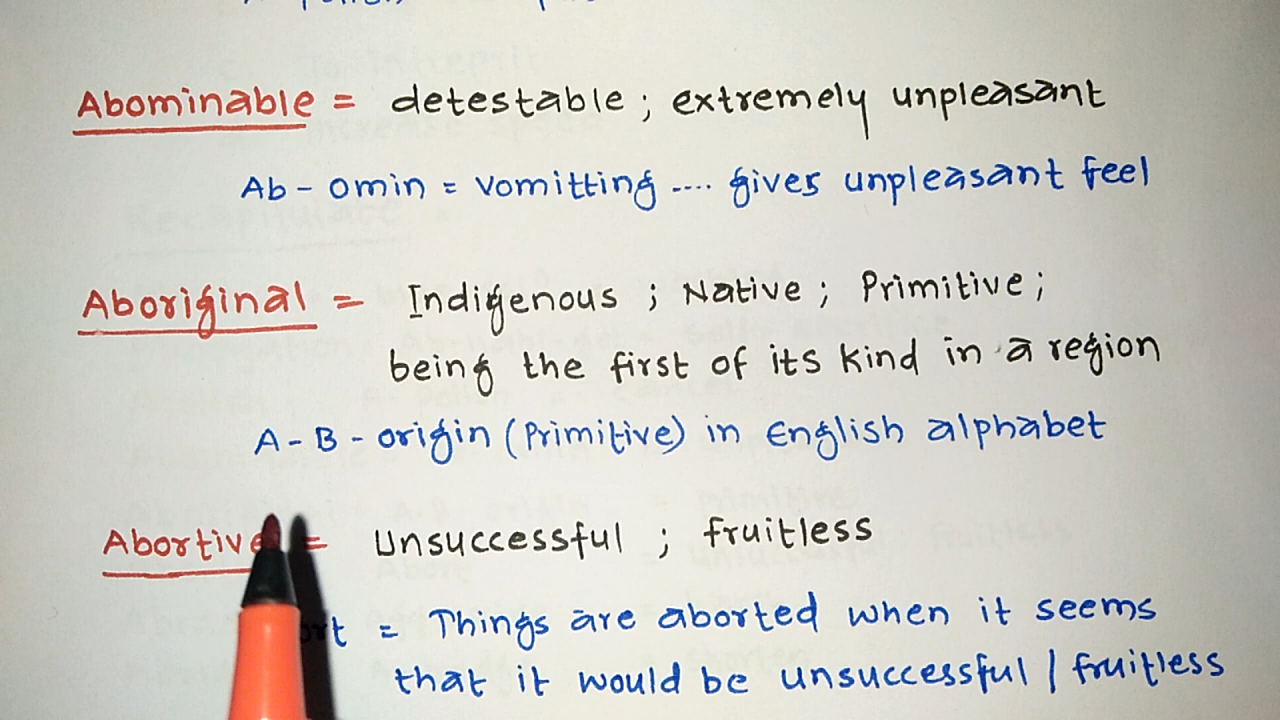 Abominable = detestable ; extremely unpleasant
Ab - omin = vomitting .... gives unpleasant feel
Aboriginal = Indigenous ; Native ; Primitive ;
being the first of its kind in a region
A - B - origin (Primitive) in English alphabet
Abortive = Unsuccessful ; fruitless
= Things are aborted when it seems
that it would be unsuccessful / fruitless